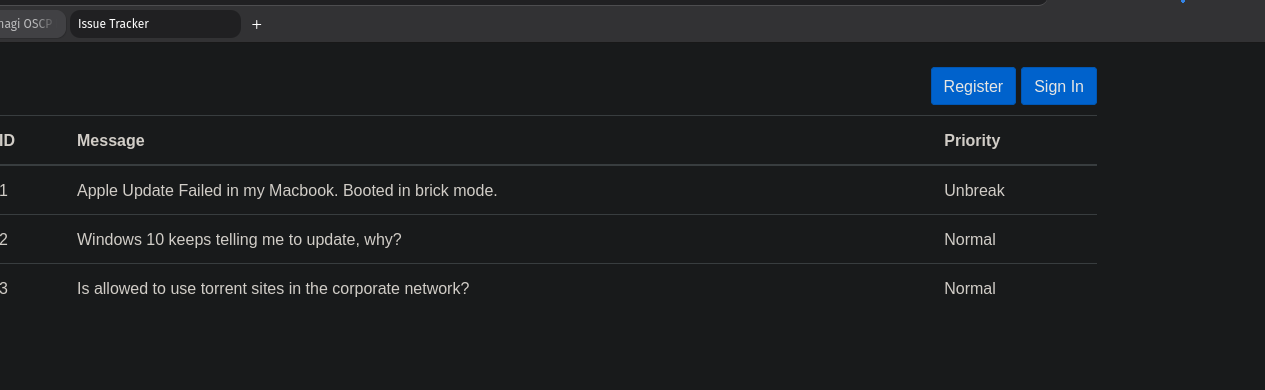 nagi OSCP Issue Tracker +
Register Sign In
ID Message Priority
1 Apple Update Failed in my Macbook. Booted in brick mode. Unbreak
2 Windows 10 keeps telling me to update, why? Normal
3 Is allowed to use torrent sites in the corporate network? Normal